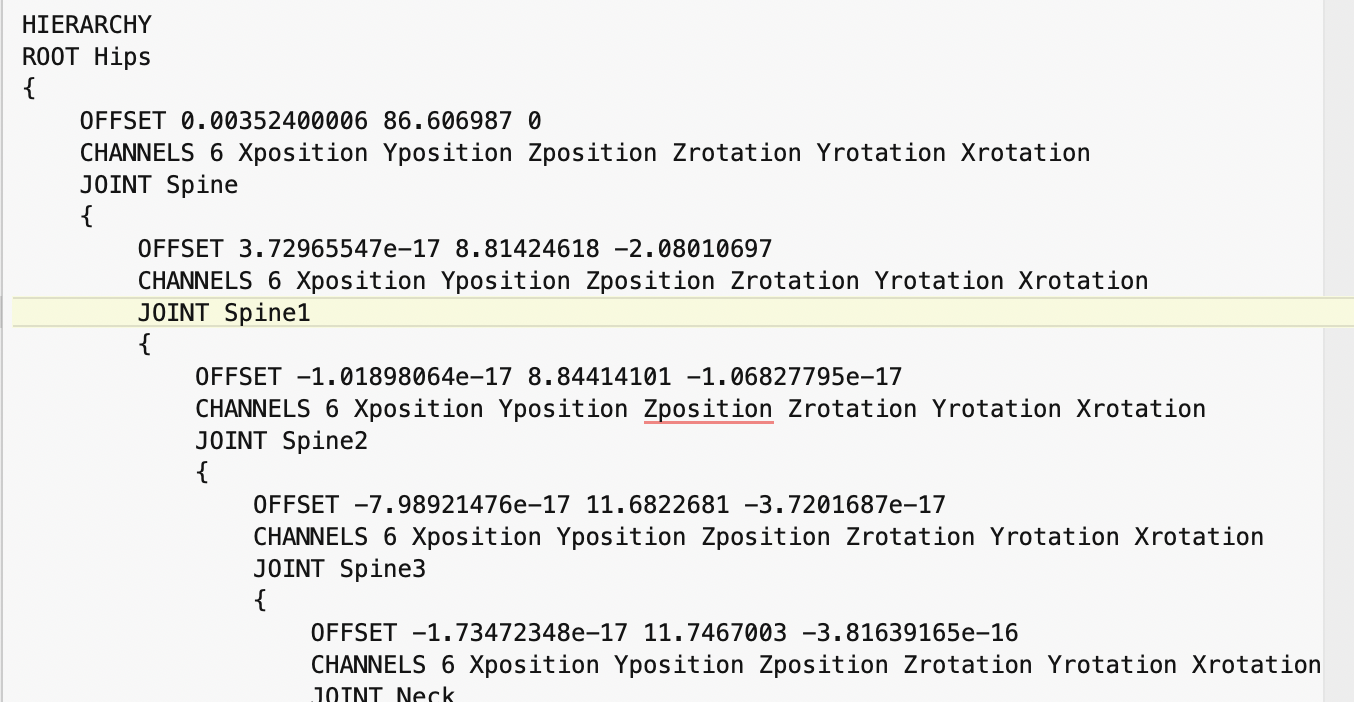 HIERARCHY
ROOT Hips
{
OFFSET 0.00352400006 86.606987 0
CHANNELS 6 Xposition Yposition Zposition Zrotation Yrotation Xrotation
JOINT Spine
{
OFFSET 3.72965547e-17 8.81424618 -2.08010697
CHANNELS 6 Xposition Yposition Zposition Zrotation Yrotation Xrotation
JOINT Spine1
{
OFFSET -1.01898064e-17 8.84414101 -1.06827795e-17
CHANNELS 6 Xposition Yposition Zposition Zrotation Yrotation Xrotation
JOINT Spine2
{
OFFSET -7.98921476e-17 11.6822681 -3.7201687e-17
CHANNELS 6 Xposition Yposition Zposition Zrotation Yrotation Xrotation
JOINT Spine3
{
OFFSET -1.73472348e-17 11.7467003 -3.81639165e-16
CHANNELS 6 Xposition Yposition Zposition Zrotation Yrotation Xrotation
JOINT Neck